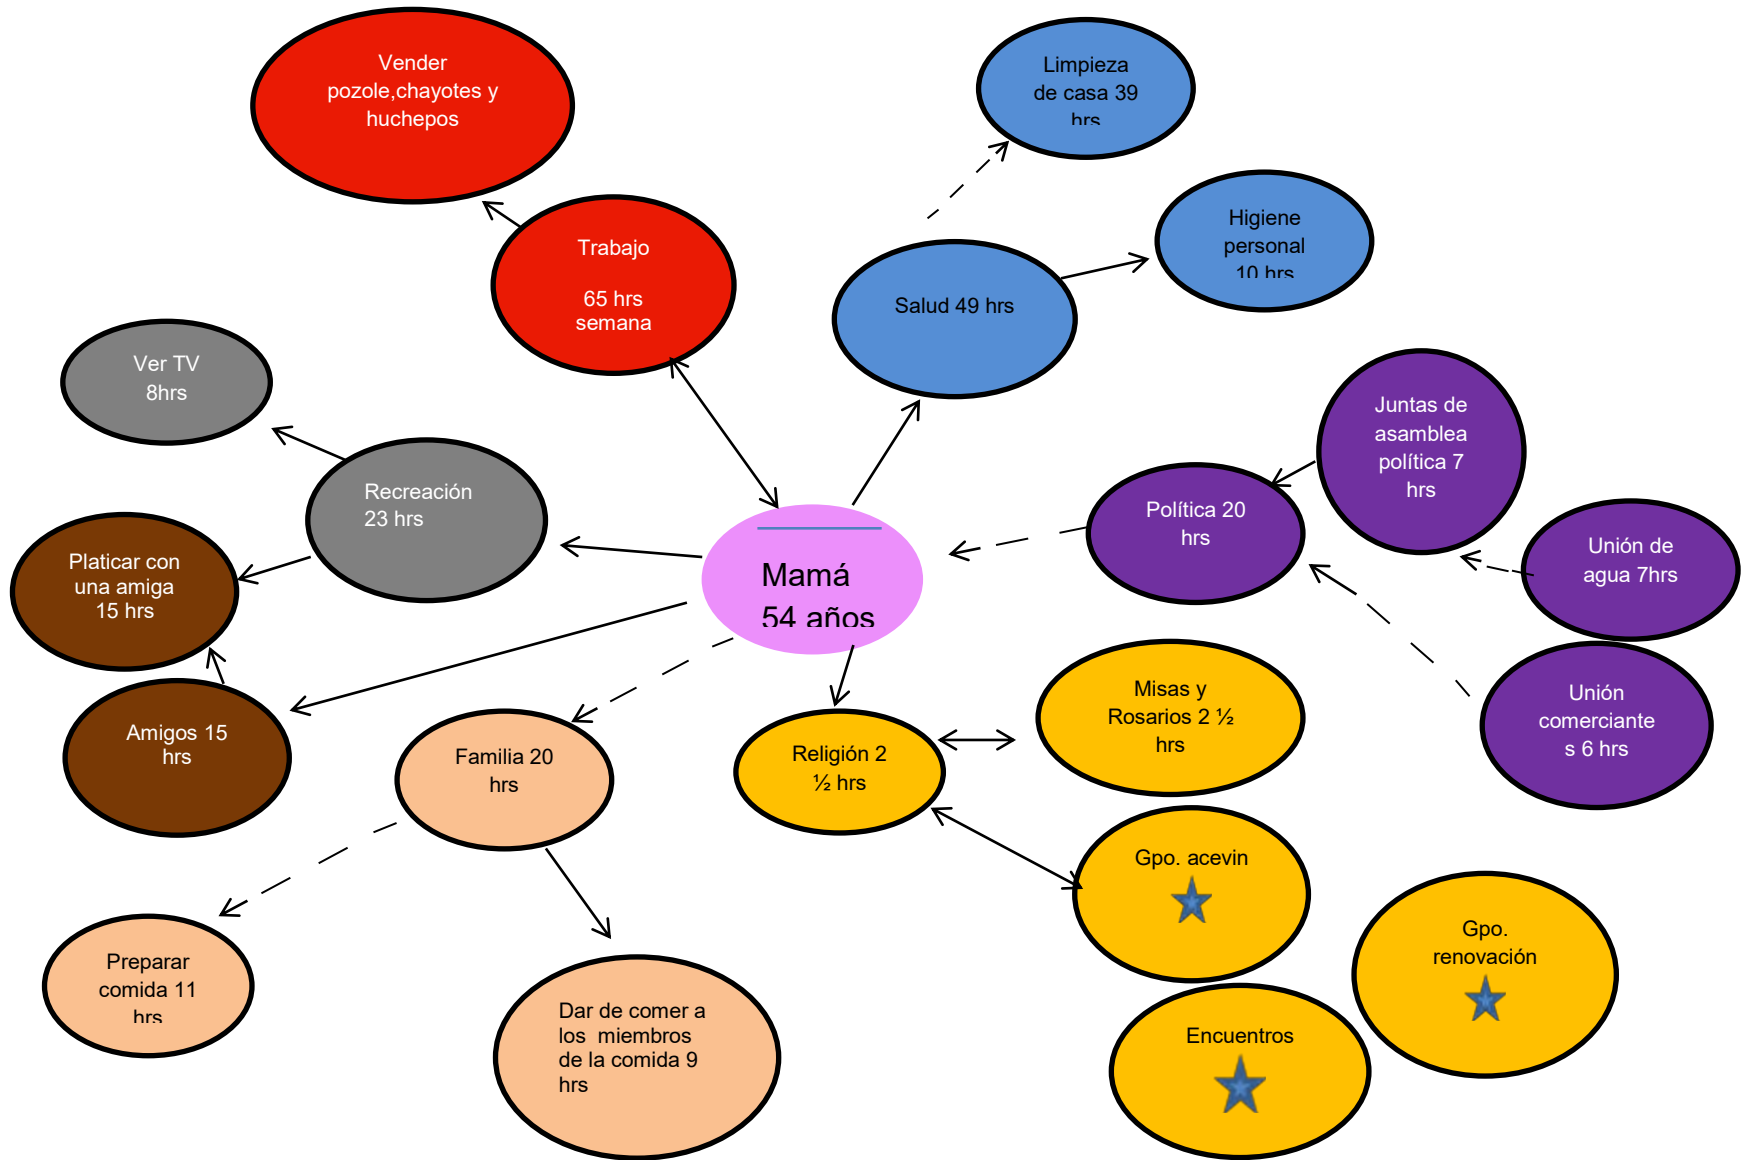 Vender
pozole,chayotes y
huchepos
Limpieza
de casa 39
hrs
Trabajo
65 hrs
semana
Higiene
personal
10 hrs
Salud 49 hrs
Ver TV
8hrs
Juntas de
asamblea
política 7
hrs
Recreación
23 hrs
Política 20
hrs
Unión de
agua 7hrs
Platicar con
una amiga
15 hrs
Mamá
54 años
Misas y
Rosarios 2 ½
hrs
Unión
comerciante
s 6 hrs
Amigos 15
hrs
Familia 20
hrs
Religión 2
½ hrs
Gpo. acevin
Gpo.
renovación
Preparar
comida 11
hrs
Dar de comer a
los  miembros
de la comida 9
hrs
Encuentros